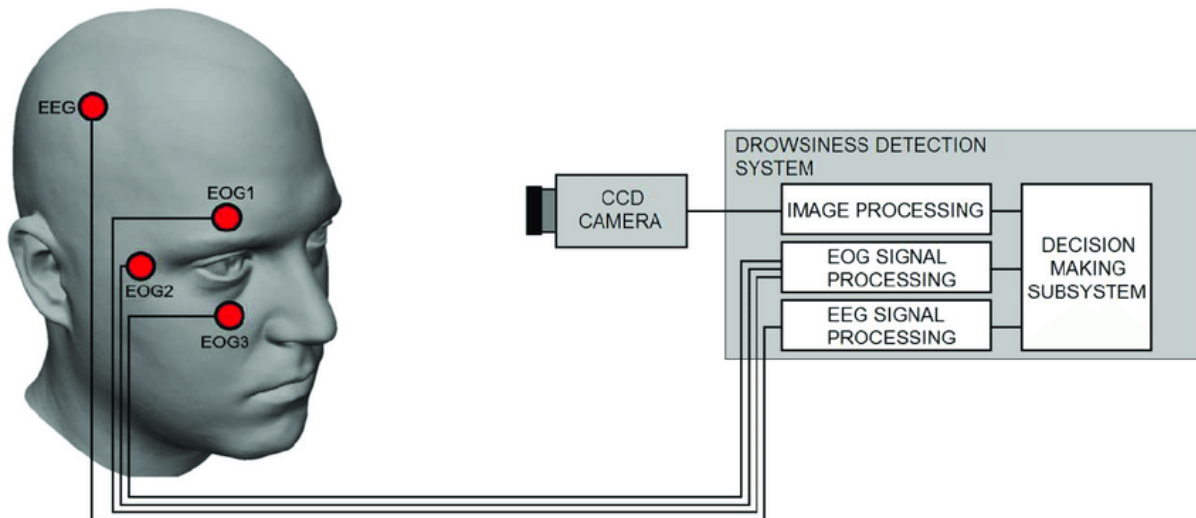 EEG
EOG1
EOG2
EOG3
CCD
CAMERA
DROWSINESS DETECTION
SYSTEM
IMAGE PROCESSING
EOG SIGNAL
PROCESSING
EEG SIGNAL
PROCESSING
DECISION
MAKING
SUBSYSTEM